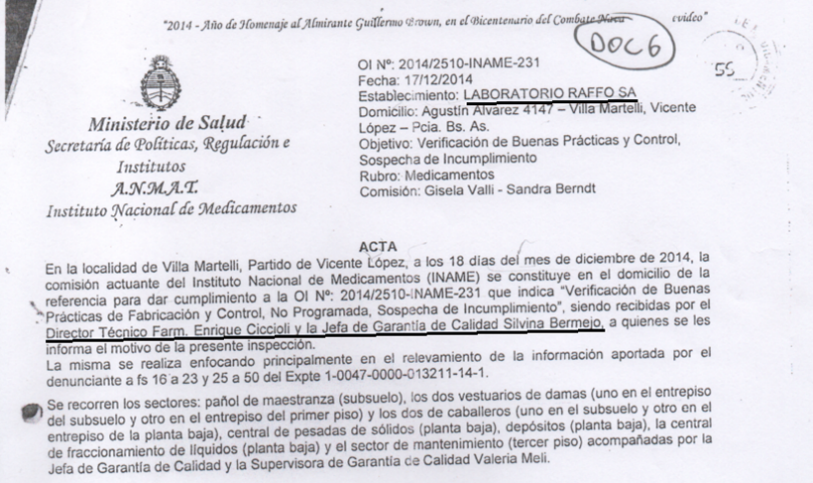 "2014 - Año de Homenaje al Almirante Guillermo Brown, en el Bicentenario del Combate
DOC 6
55
Ministerio de Salud
Secretaría de Políticas, Regulación e
Institutos
A.N.M.A.T.
Instituto Nacional de Medicamentos
OI Nº: 2014/2510-INAME-231
Fecha: 17/12/2014
Establecimiento: LABORATORIO RAFFO SA
Domicilio: Agustín Álvarez 4147 – Villa Martelli, Vicente
López – Pcia. Bs. As.
Objetivo: Verificación de Buenas Prácticas y Control,
Sospecha de Incumplimiento
Rubro: Medicamentos
Comisión: Gisela Valli - Sandra Berndt
ACTA
En la localidad de Villa Martelli, Partido de Vicente López, a los 18 días del mes de diciembre de 2014, la
comisión actuante del Instituto Nacional de Medicamentos (INAME) se constituye en el domicilio de la
referencia para dar cumplimiento a la OI Nº: 2014/2510-INAME-231 que indica "Verificación de Buenas
Prácticas de Fabricación y Control, No Programada, Sospecha de Incumplimiento", siendo recibidas por el
Director Técnico Farm. Enrique Ciccioli y la Jefa de Garantía de Calidad Silvina Bermejo, a quienes se les
informa el motivo de la presente inspección.
La misma se realiza enfocando principalmente en el relevamiento de la información aportada por el
denunciante a fs 16 a 23 y 25 a 50 del Expte 1-0047-0000-013211-14-1.
Se recorren los sectores: pañol de maestranza (subsuelo), los dos vestuarios de damas (uno en el entrepiso
del subsuelo y otro en el entrepiso del primer piso) y los dos de caballeros (uno en el subsuelo y otro en el
entrepiso de la planta baja), central de pesadas de sólidos (planta baja), depósitos (planta baja), la central
de fraccionamiento de líquidos (planta baja) y el sector de mantenimiento (tercer piso) acompañadas por la
Jefa de Garantía de Calidad y la Supervisora de Garantía de Calidad Valeria Meli.